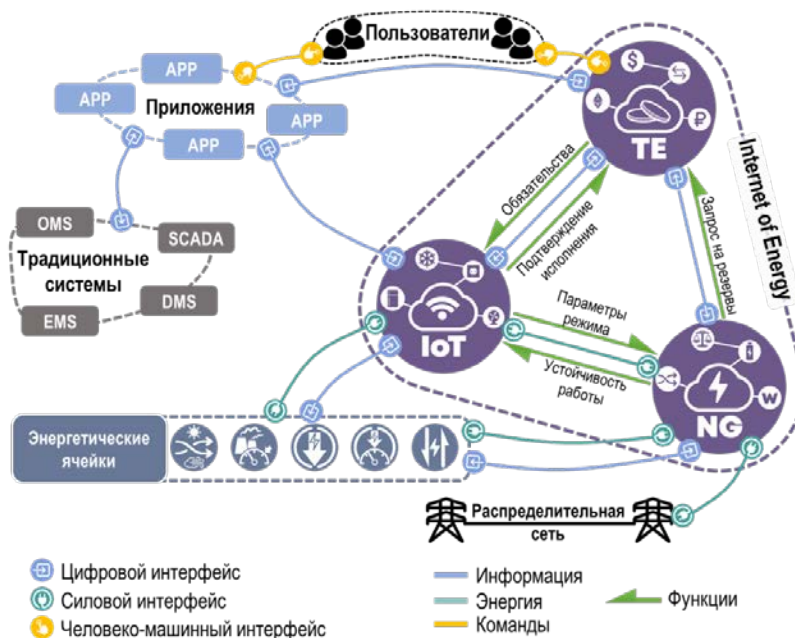 Пользователи
APP
APP
Приложения
APP
APP
$
₽
TE
Internet of Energy
OMS
SCADA
Традиционные
системы
DMS
EMS
Обязательства
Подтверждение
исполнения
Запрос на резервы
IoT
Параметры
режима
Устойчивость
работы
W
NG
Энергетические
ячейки
Распределительная
сеть
Цифровой интерфейс
Силовой интерфейс
Человеко-машинный интерфейс
Информация
Энергия
Команды
Функции